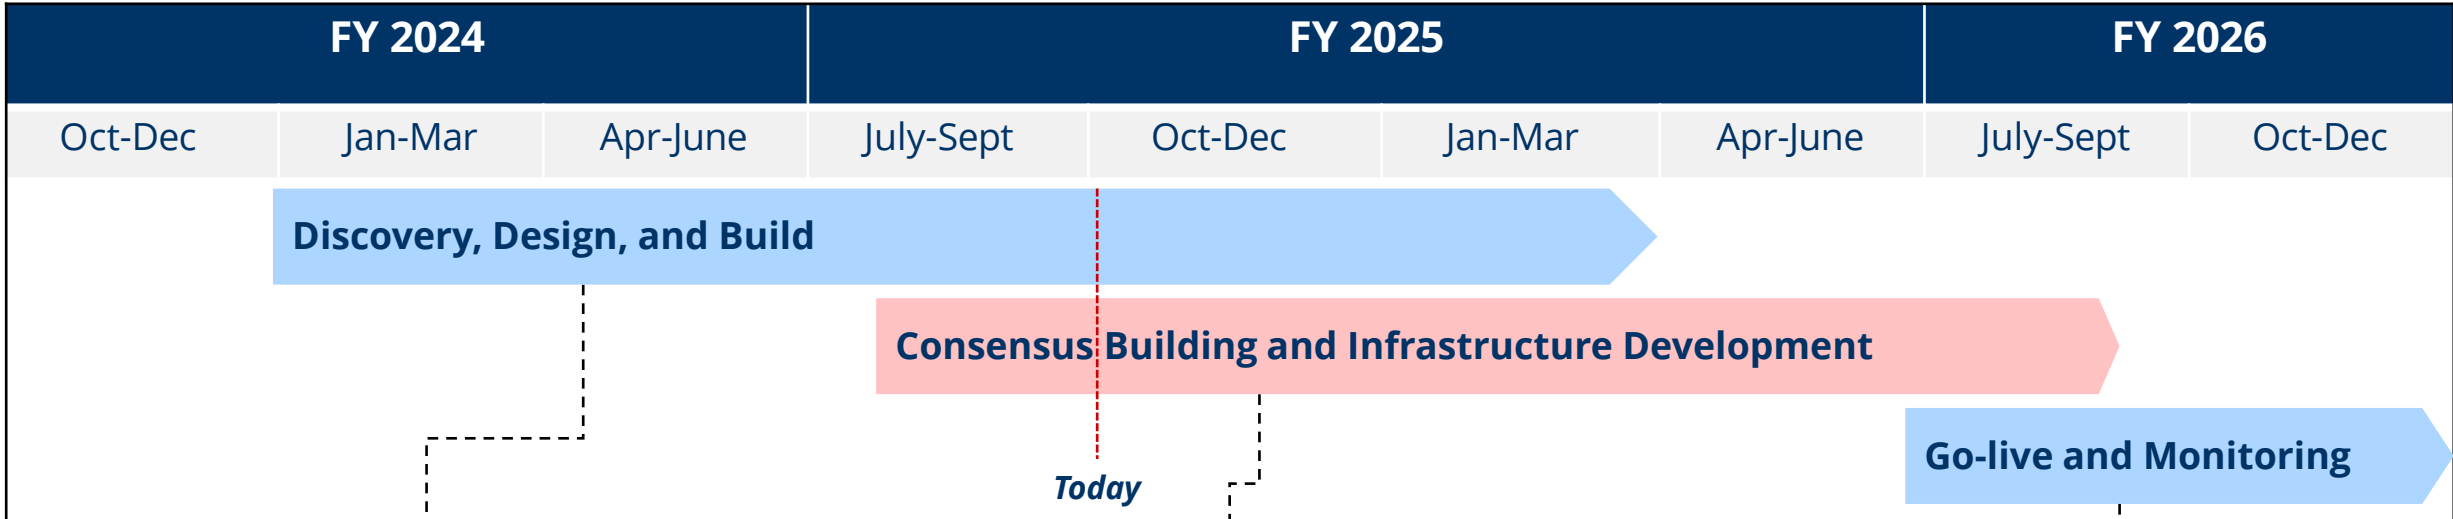 FY 2024 FY 2025 FY 2026
Oct-Dec Jan-Mar Apr-June July-Sept Oct-Dec Jan-Mar Apr-June July-Sept Oct-Dec
Discovery, Design, and Build
Consensus Building and Infrastructure Development
Go-live and Monitoring
Today